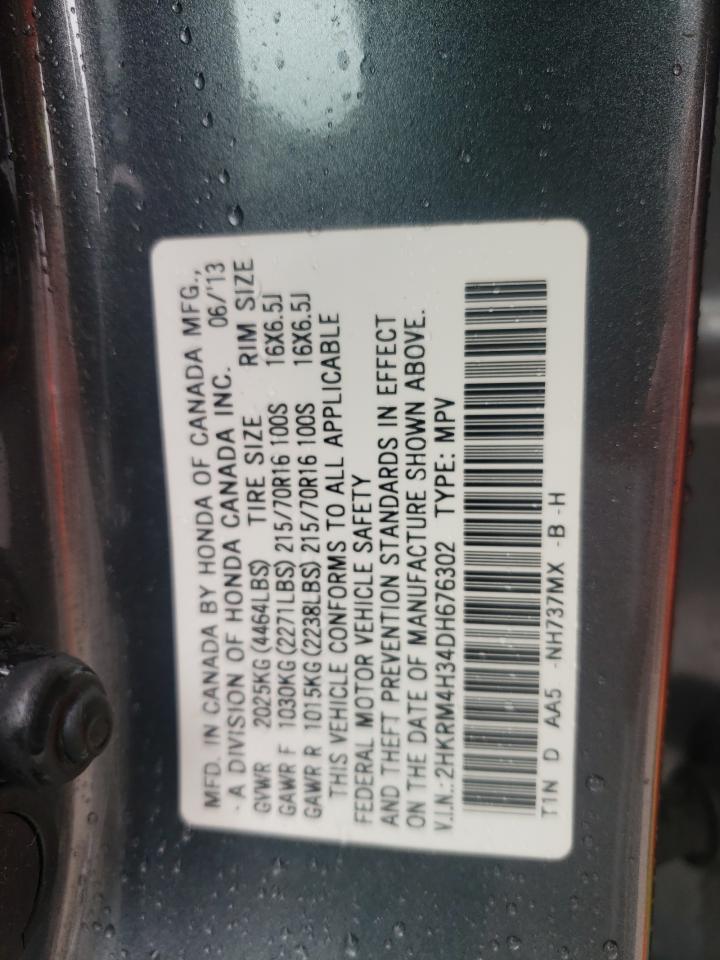 MFD. IN CANADA BY HONDA OF CANADA MFG.,
- A DIVISION OF HONDA CANADA INC. 06/'13
GVWR 2025KG (4464LBS) TIRE SIZE RIM SIZE
GAWR F 1030KG (2271LBS) 215/70R16 100S 16X6.5J
GAWR R 1015KG (2238LBS) 215/70R16 100S 16X6.5J
THIS VEHICLE CONFORMS TO ALL APPLICABLE
FEDERAL MOTOR VEHICLE SAFETY
AND THEFT PREVENTION STANDARDS IN EFFECT
ON THE DATE OF MANUFACTURE SHOWN ABOVE.
V.I.N.: 2HKRM4H34DH676302 TYPE: MPV
T1N D AA5 -NH737MX -B -H